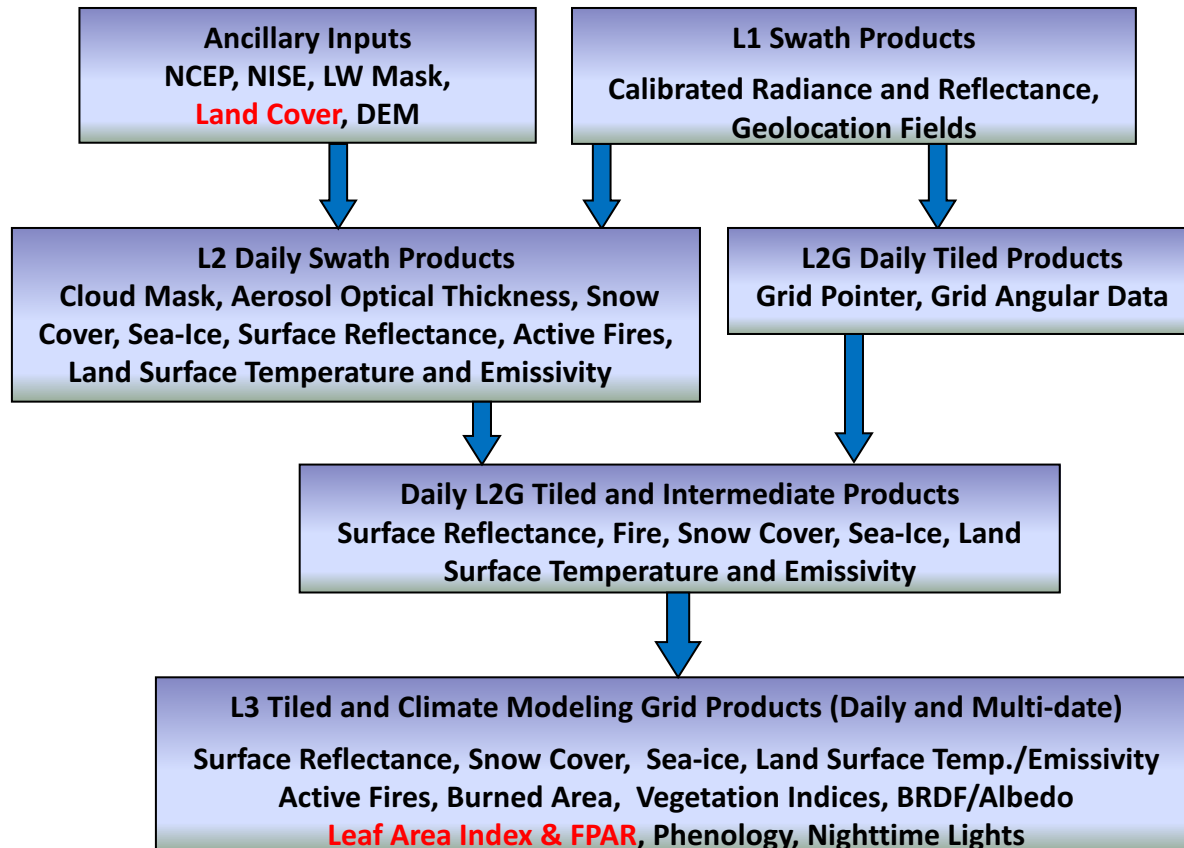 Ancillary Inputs
NCEP, NISE, LW Mask,
Land Cover, DEM
L1 Swath Products
Calibrated Radiance and Reflectance,
Geolocation Fields
L2 Daily Swath Products
Cloud Mask, Aerosol Optical Thickness, Snow
Cover, Sea-Ice, Surface Reflectance, Active Fires,
Land Surface Temperature and Emissivity
L2G Daily Tiled Products
Grid Pointer, Grid Angular Data
Daily L2G Tiled and Intermediate Products
Surface Reflectance, Fire, Snow Cover, Sea-Ice, Land
Surface Temperature and Emissivity
L3 Tiled and Climate Modeling Grid Products (Daily and Multi-date)
Surface Reflectance, Snow Cover, Sea-ice, Land Surface Temp./Emissivity
Active Fires, Burned Area, Vegetation Indices, BRDF/Albedo
Leaf Area Index & FPAR, Phenology, Nighttime Lights